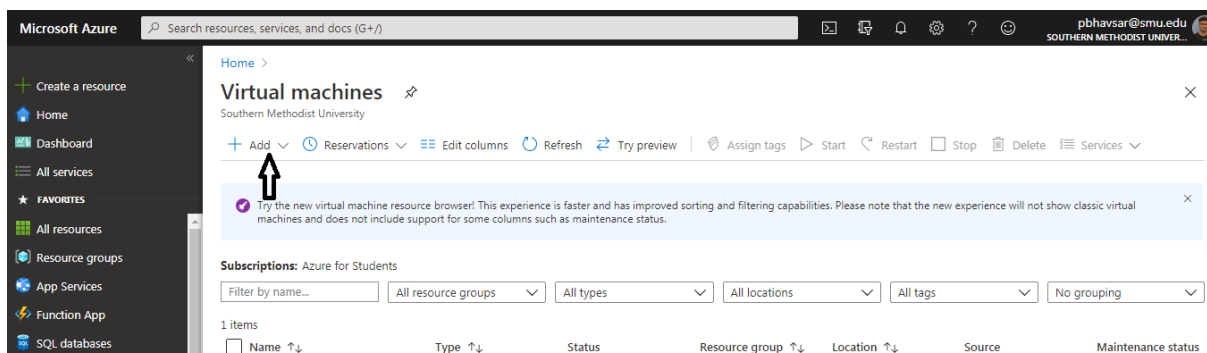 Microsoft Azure
Search resources, services, and docs (G+/)
pbhavsar@smu.edu
SOUTHERN METHODIST UNIVER...
Create a resource
Home
Dashboard
All services
FAVORITES
All resources
Resource groups
App Services
Function App
SQL databases
Home >
Virtual machines
Southern Methodist University
Add Reservations Edit columns Refresh Try preview Assign tags Start Restart Stop Delete Services
Try the new virtual machine resource browser! This experience is faster and has improved sorting and filtering capabilities. Please note that the new experience will not show classic virtual
machines and does not include support for some columns such as maintenance status.
Subscriptions: Azure for Students
Filter by name... All resource groups All types All locations All tags No grouping
1 items
Name Type Status Resource group Location Source Maintenance status